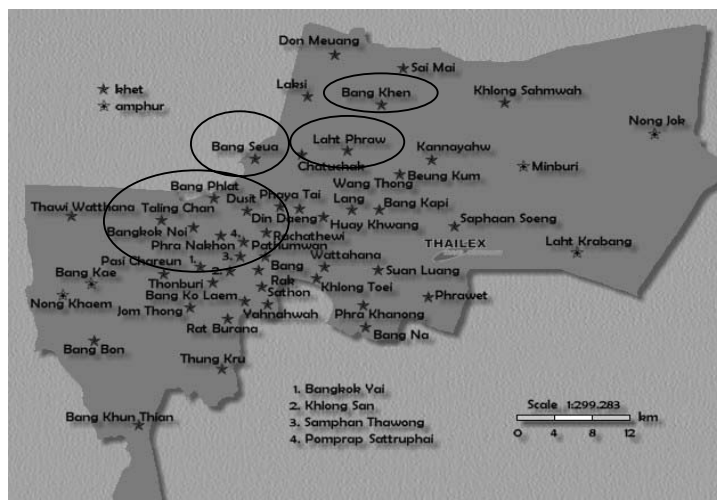 Don Meuang
Sai Mai
khet
amphur
Laksi
Bang Khen
Khlong Sahmwah
Nong Jok
Bang Seua
Laht Phraw
Chatuchak
Kannayahw
Minburi
Wang Thong
Beung Kum
Bang Phlat
Thawi Watthana
Taling Chan
Dusit
Phaya Tai
Lang
Bang Kapi
Bangkok Noi
Din Daeng
Huay Khwang
Saphaan Soeng
Phra Nakhon
4.
Rachathewi
Pathumwan
THAILEX
Laht Krabang
Pasi Chareun
1.
3.
2.
Bang
Wattahana
Suan Luang
Bang Kae
Thonburi
Rak
Khlong Toei
Nong Khaem
Bang Ko Laem
Sathon
Phrawet
Jom Thong
Yahnahwah
Phra Khanong
Rat Burana
Bang Na
Bang Bon
Thung Kru
1. Bangkok Yai
2. Khlong San
3. Samphan Thawong
4. Pomprap Sattruphai
Scale 1:299.283
0 4 8 12 km
Bang Khun Thian